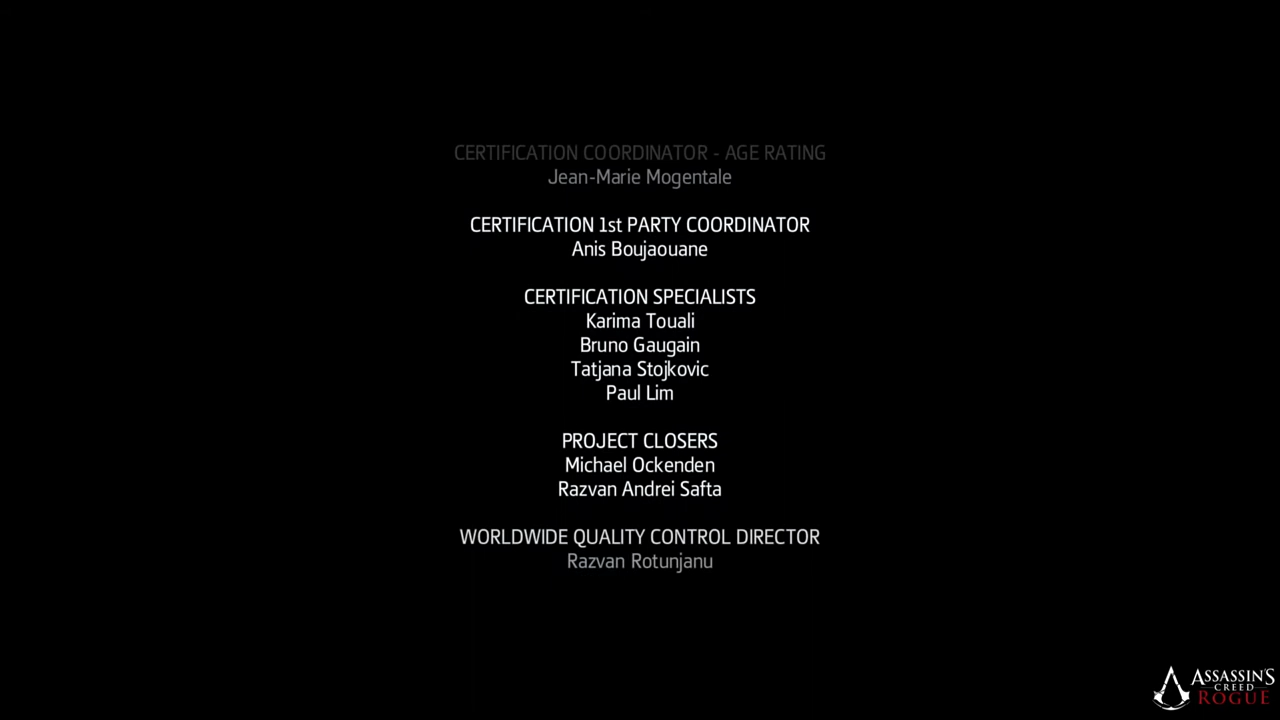 CERTIFICATION COORDINATOR - AGE RATING
Jean-Marie Mogentale
CERTIFICATION 1st PARTY COORDINATOR
Anis Boujaouane
CERTIFICATION SPECIALISTS
Karima Touali
Bruno Gaugain
Tatjana Stojkovic
Paul Lim
PROJECT CLOSERS
Michael Ockenden
Razvan Andrei Safta
WORLDWIDE QUALITY CONTROL DIRECTOR
Razvan Rotunjanu
ASSASSIN'S
CREED
ROGUE